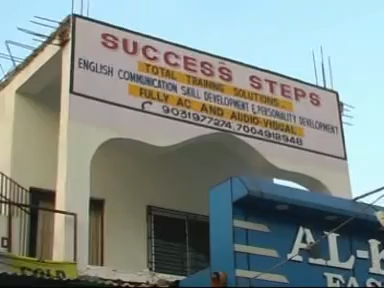 SUCCESS STEPS
TOTAL TRAINING SOLUTIONS..
ENGLISH COMMUNICATION SKILL DEVELOPMENT & PERSONALITY DEVELOPMENT
FULLY AC AND AUDIO-VISUAL
9031977274, 7004918948
AL-
GOLD